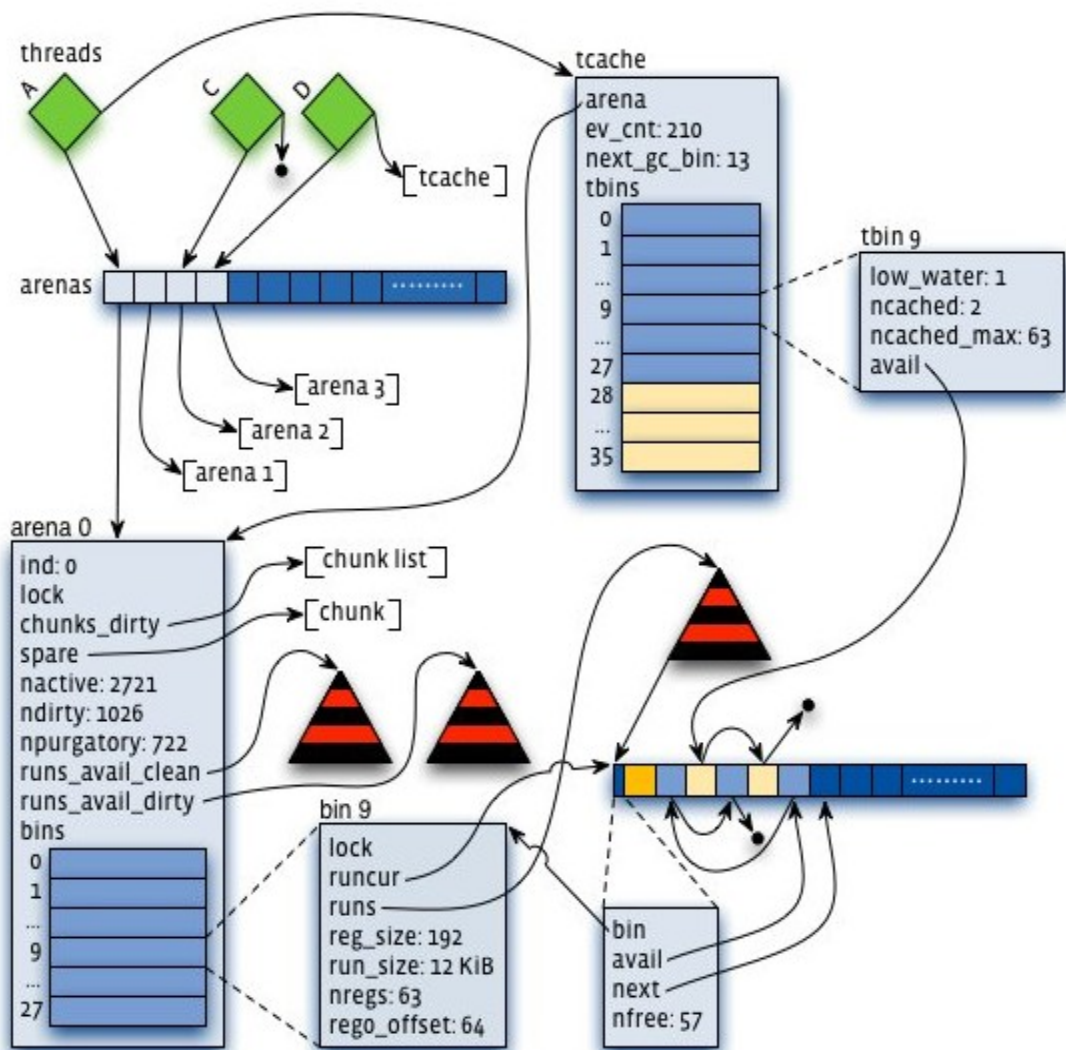 threads
A
C
D
[tcache]
arenas
.........
[arena 3]
[arena 2]
[arena 1]
tcache
arena
ev_cnt: 210
next_gc_bin: 13
tbins
0
1
...
9
...
27
28
...
35
tbin 9
low_water: 1
ncached: 2
ncached_max: 63
avail
arena 0
ind: 0
lock
chunks_dirty
spare
nactive: 2721
ndirty: 1026
npurgatory: 722
runs_avail_clean
runs_avail_dirty
bins
0
1
...
9
...
27
[chunk list]
[chunk]
bin 9
lock
runcur
runs
reg_size: 192
run_size: 12 KiB
nregs: 63
reg0_offset: 64
.........
bin
avail
next
nfree: 57